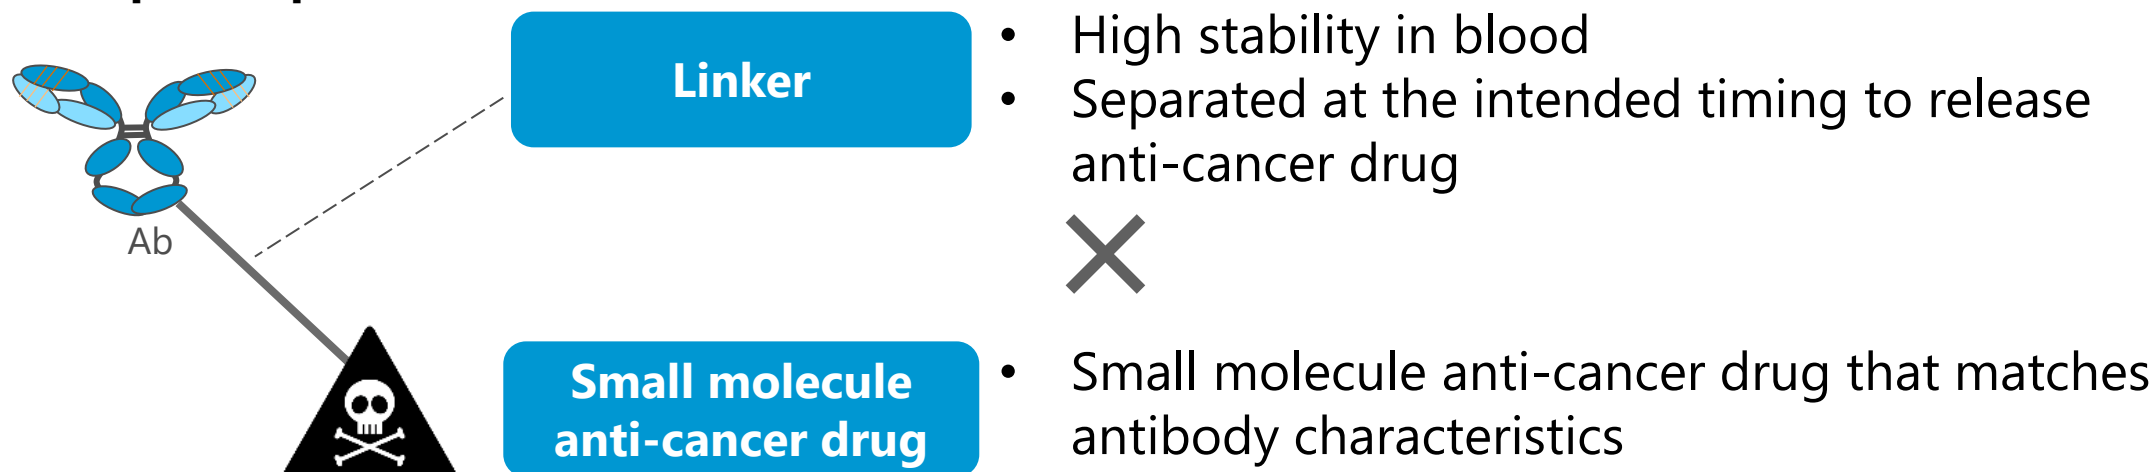 Linker
• High stability in blood
• Separated at the intended timing to release
anti-cancer drug
Ab
Small molecule
anti-cancer drug
• Small molecule anti-cancer drug that matches
antibody characteristics